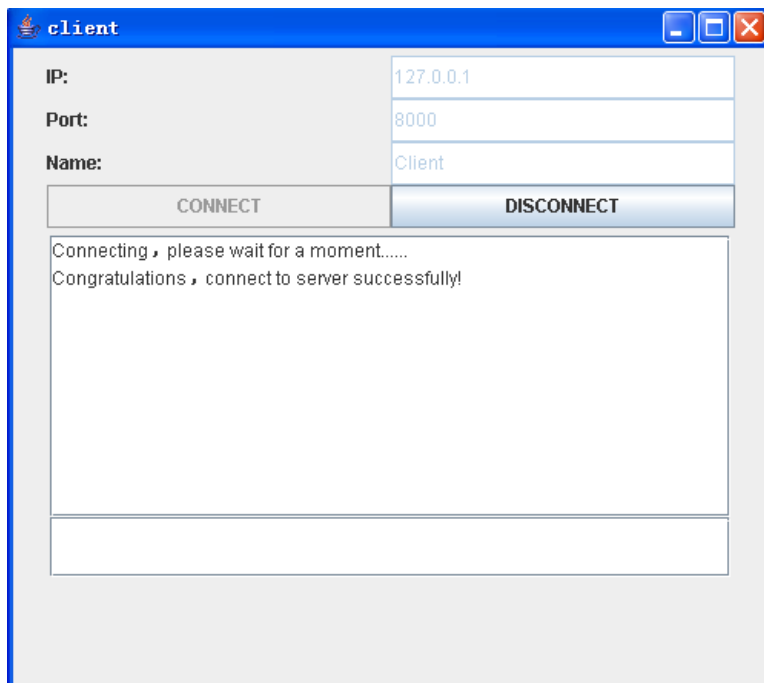 client
IP: 127.0.0.1
Port: 8000
Name: Client
CONNECT DISCONNECT
Connecting，please wait for a moment......
Congratulations，connect to server successfully!